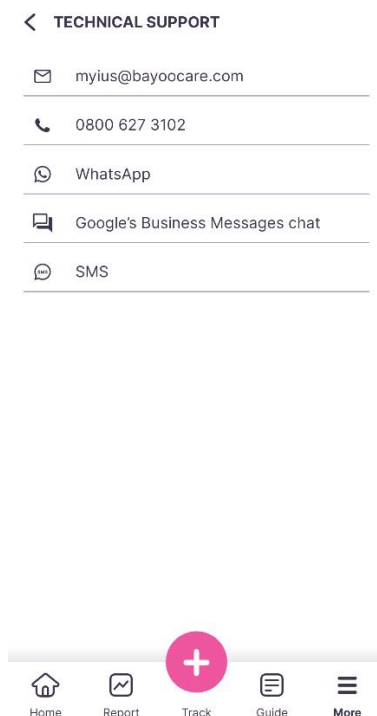 TECHNICAL SUPPORT
myius@bayoocare.com
0800 627 3102
WhatsApp
Google's Business Messages chat
SMS
SMS
Home Report Track Guide More